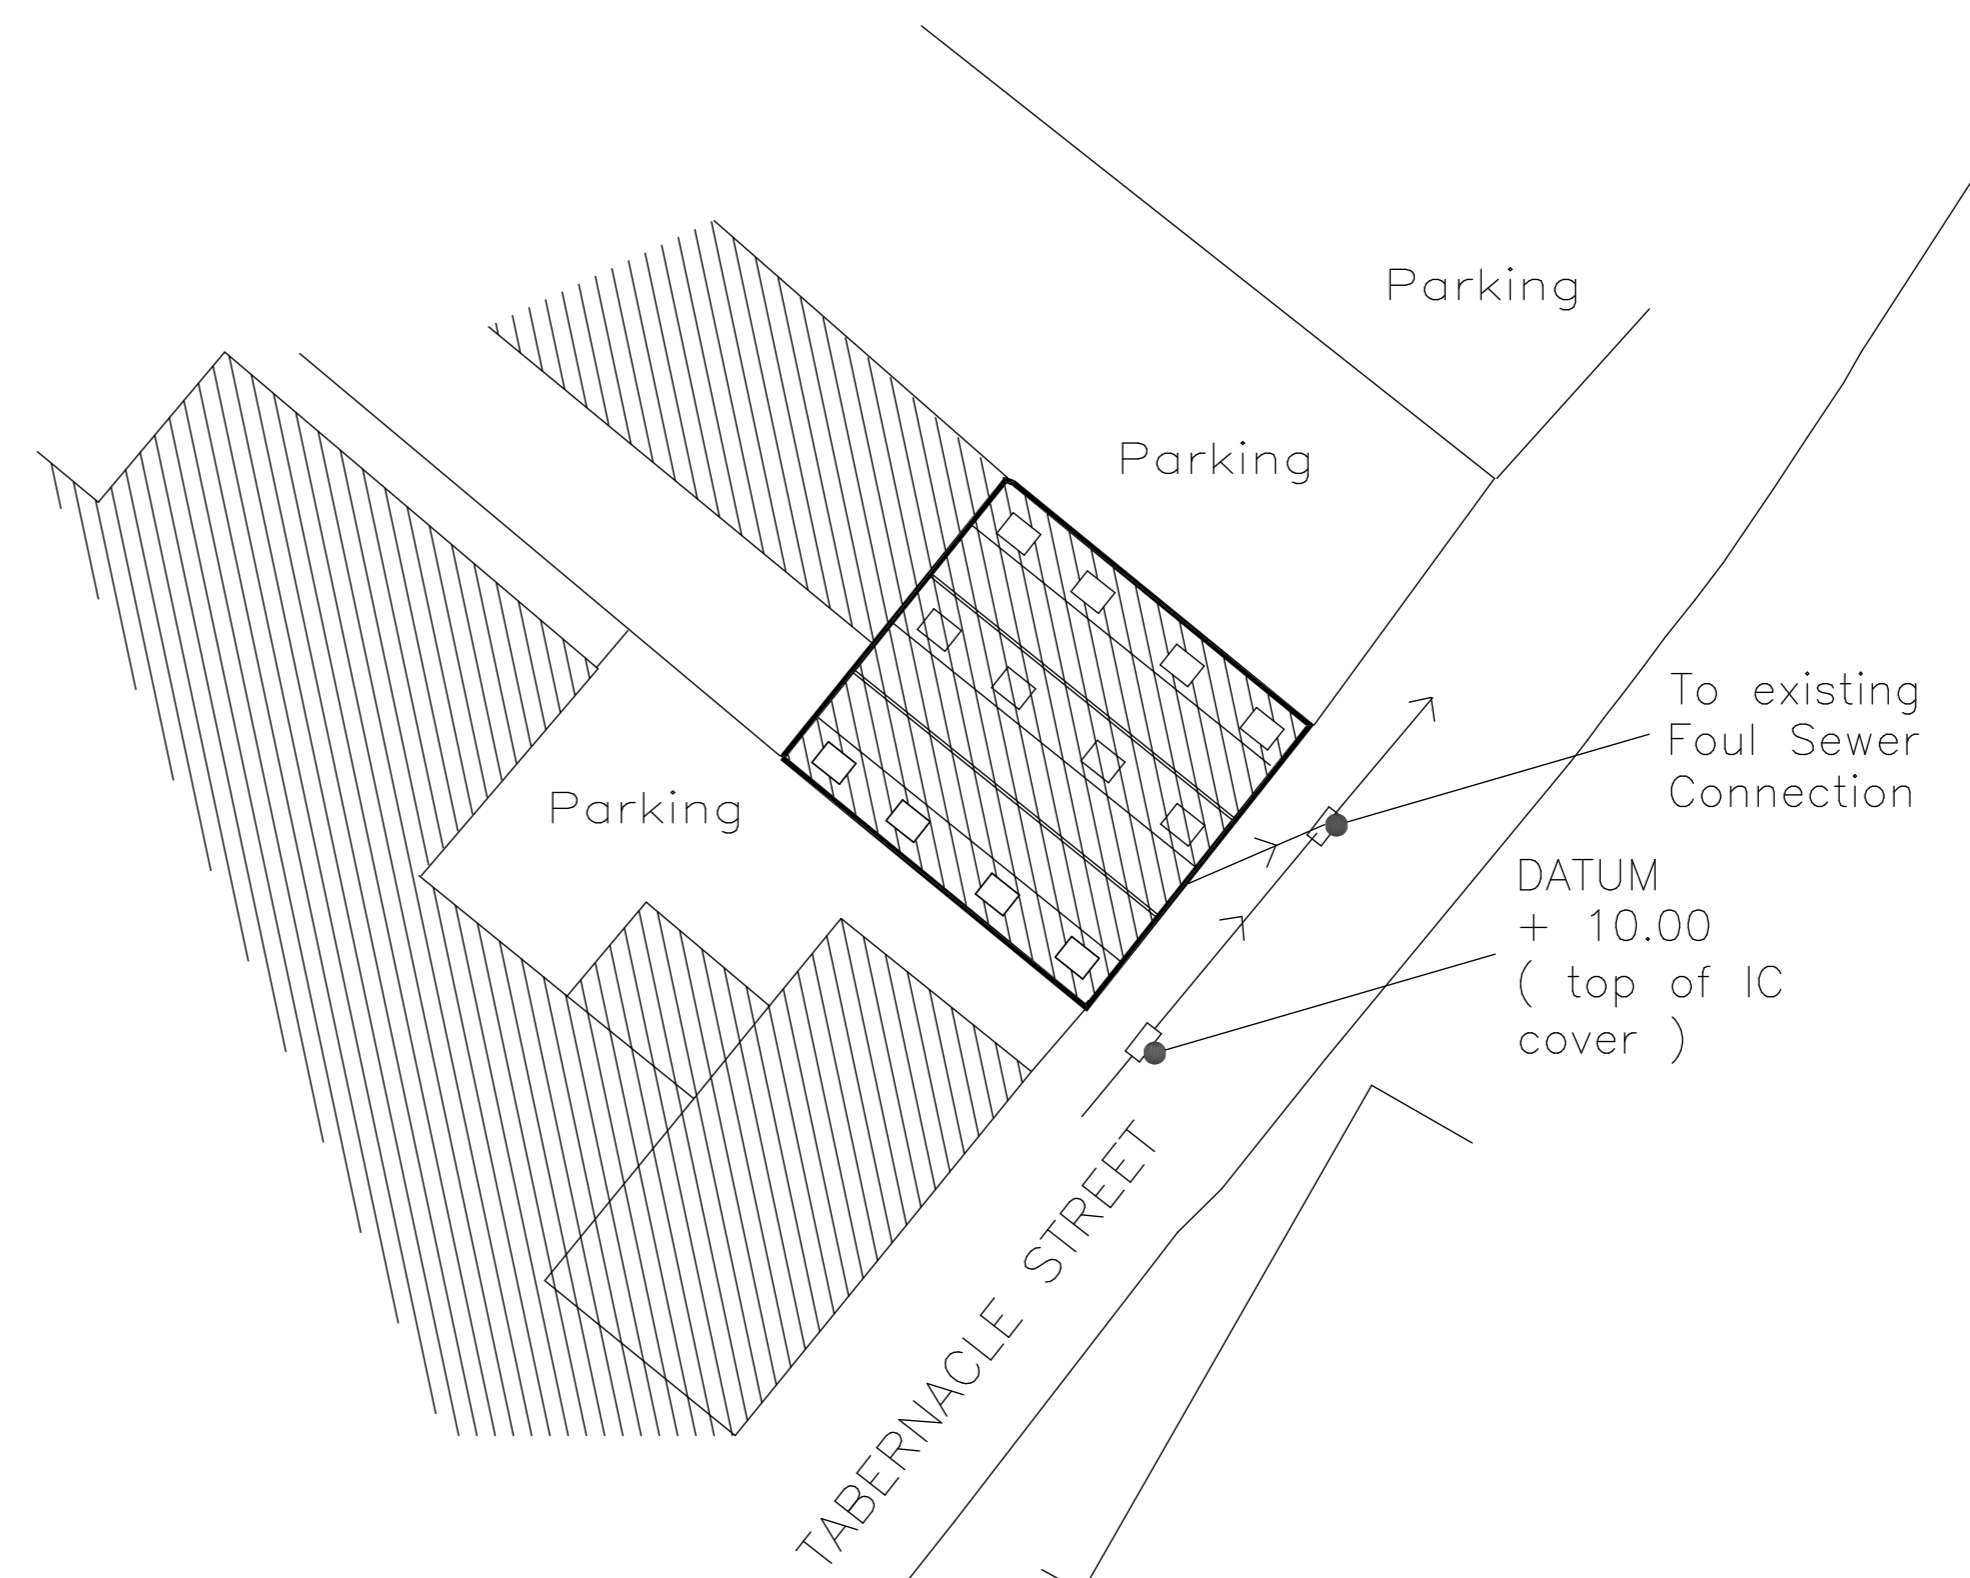 Parking
Parking
To existing
Foul Sewer
Connection
Parking
DATUM
+ 10.00
( top of IC
cover )
TABERNACLE STREET